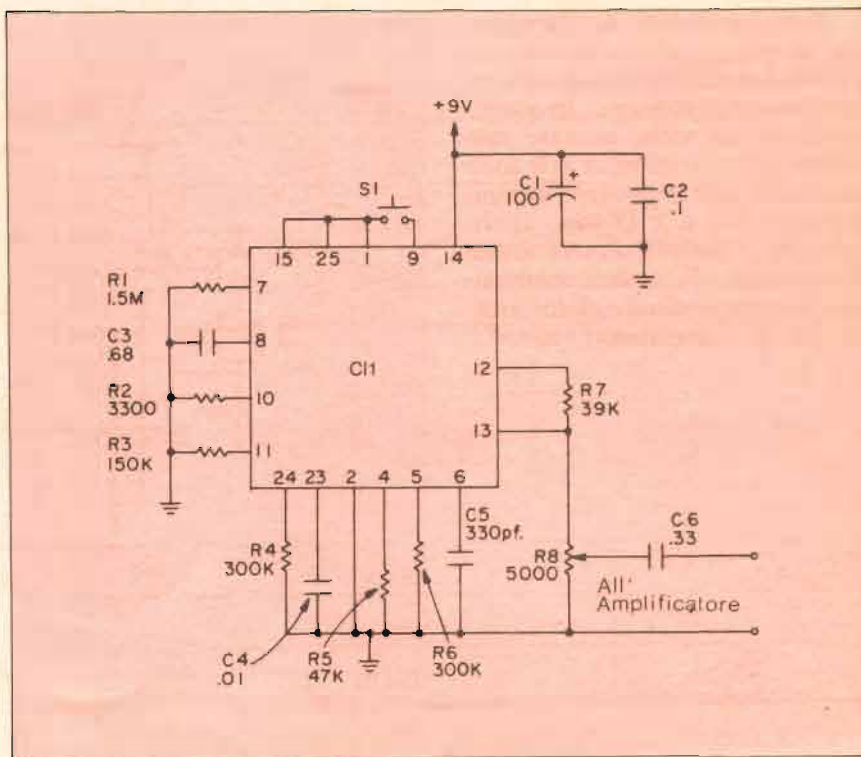 +9V
S1
C1
100
+
C2
.1
15 25 1 9 14
R1
1.5M
7
C3
.68
8
CI1
12
R7
39K
R2
3300
10
13
R3
150K
11
24 23 2 4 5 6
C5
330pf.
C6
.33
R4
300K
R8
5000
All'
Amplificatore
C4
.01
R5
47K
R6
300K